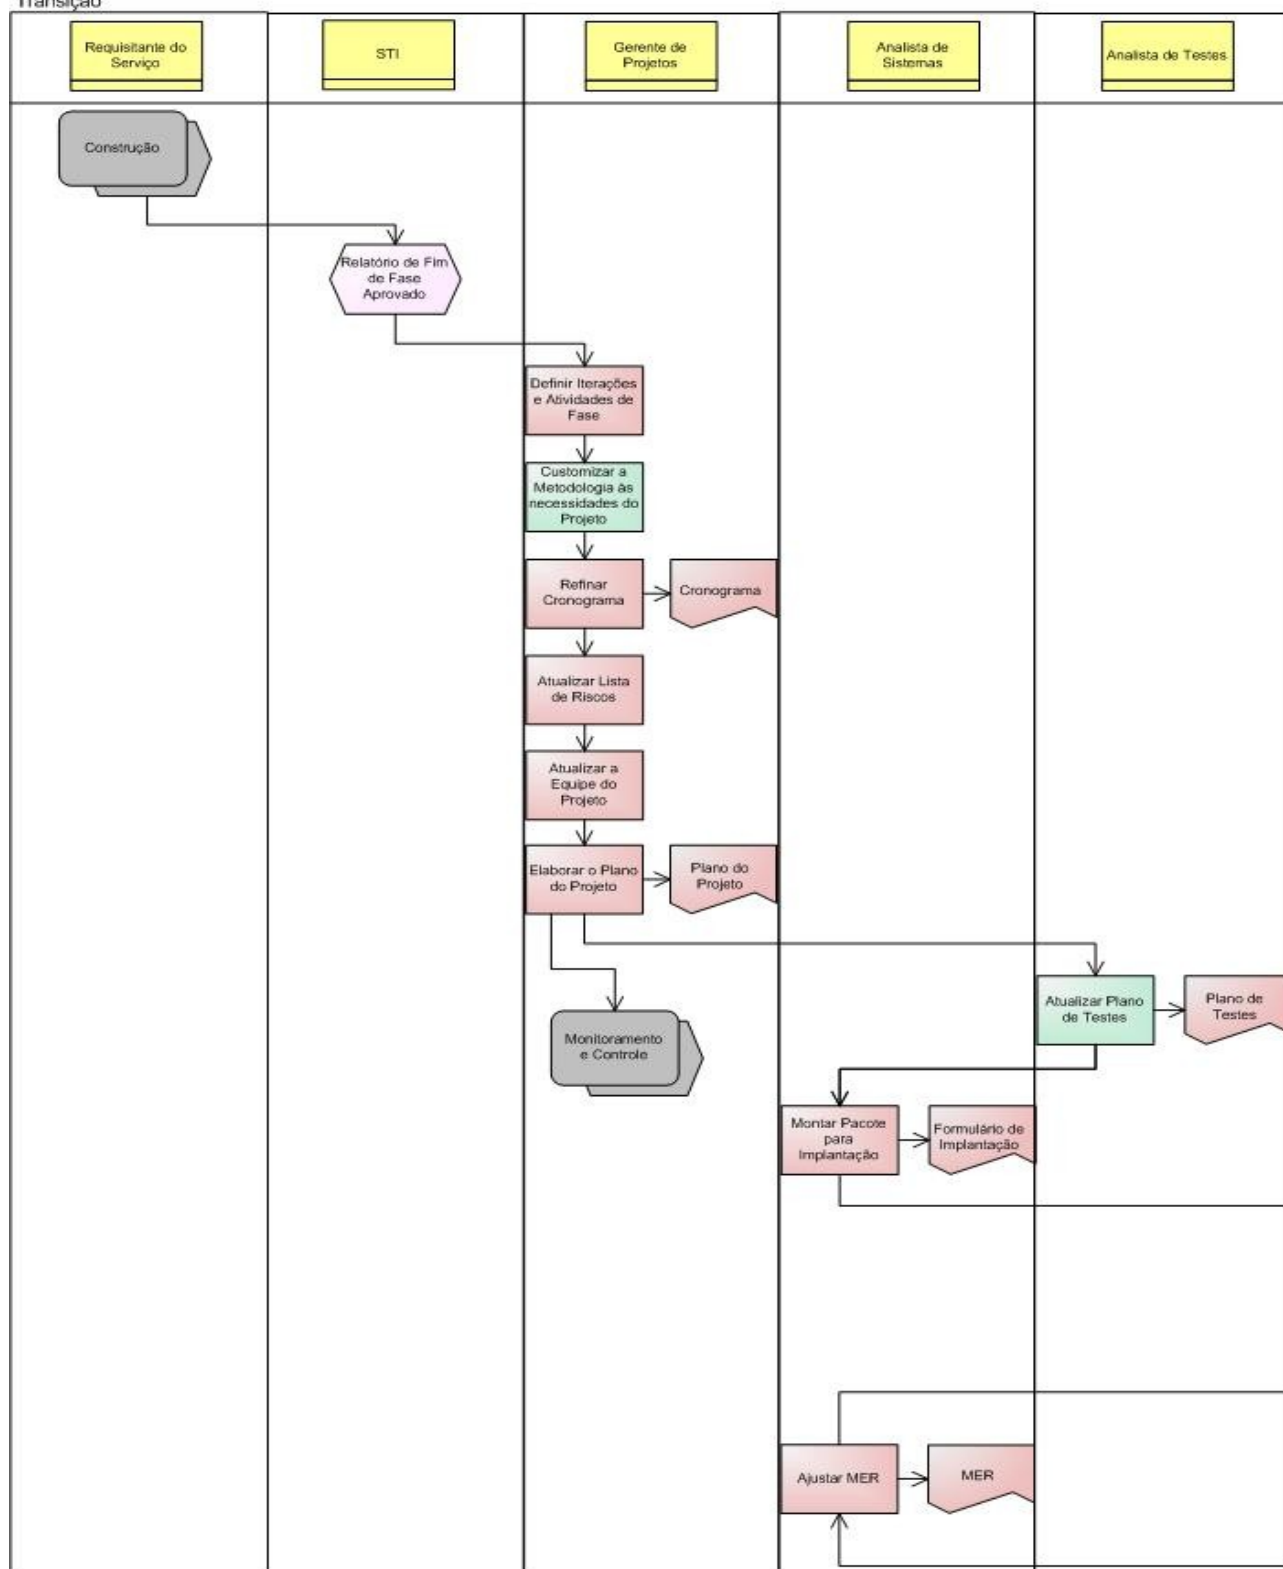 Transição
Requisitante do
Serviço
STI
Gerente de
Projetos
Analista de
Sistemas
Analista de Testes
Construção
Relatório de Fim
de Fase
Aprovado
Definir Iterações
e Atividades de
Fase
Customizar a
Metodologia às
necessidades do
Projeto
Refinar
Cronograma
Cronograma
Atualizar Lista
de Riscos
Atualizar a
Equipe do
Projeto
Elaborar o Plano
do Projeto
Plano do
Projeto
Atualizar Plano
de Testes
Plano de
Testes
Monitoramento
e Controle
Montar Pacote
para
Implantação
Formulário de
Implantação
Ajustar MER
MER